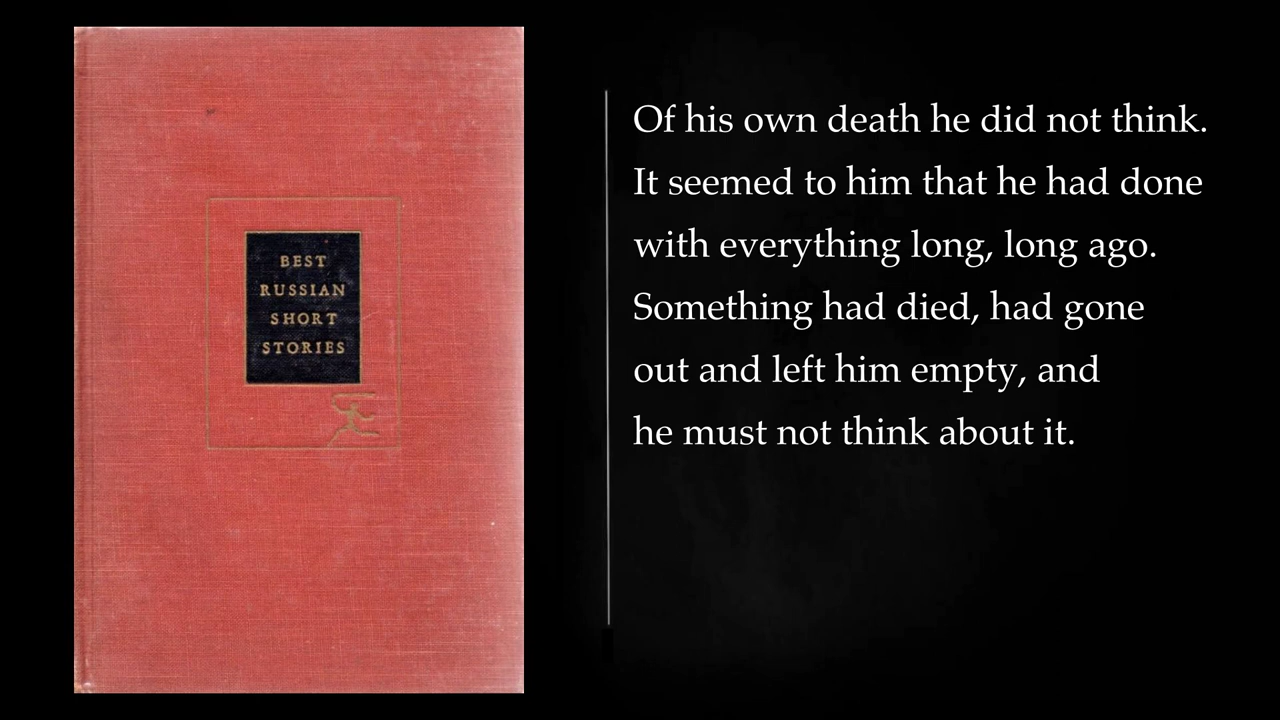 BEST
RUSSIAN
SHORT
STORIES
Of his own death he did not think.
It seemed to him that he had done
with everything long, long ago.
Something had died, had gone
out and left him empty, and
he must not think about it.